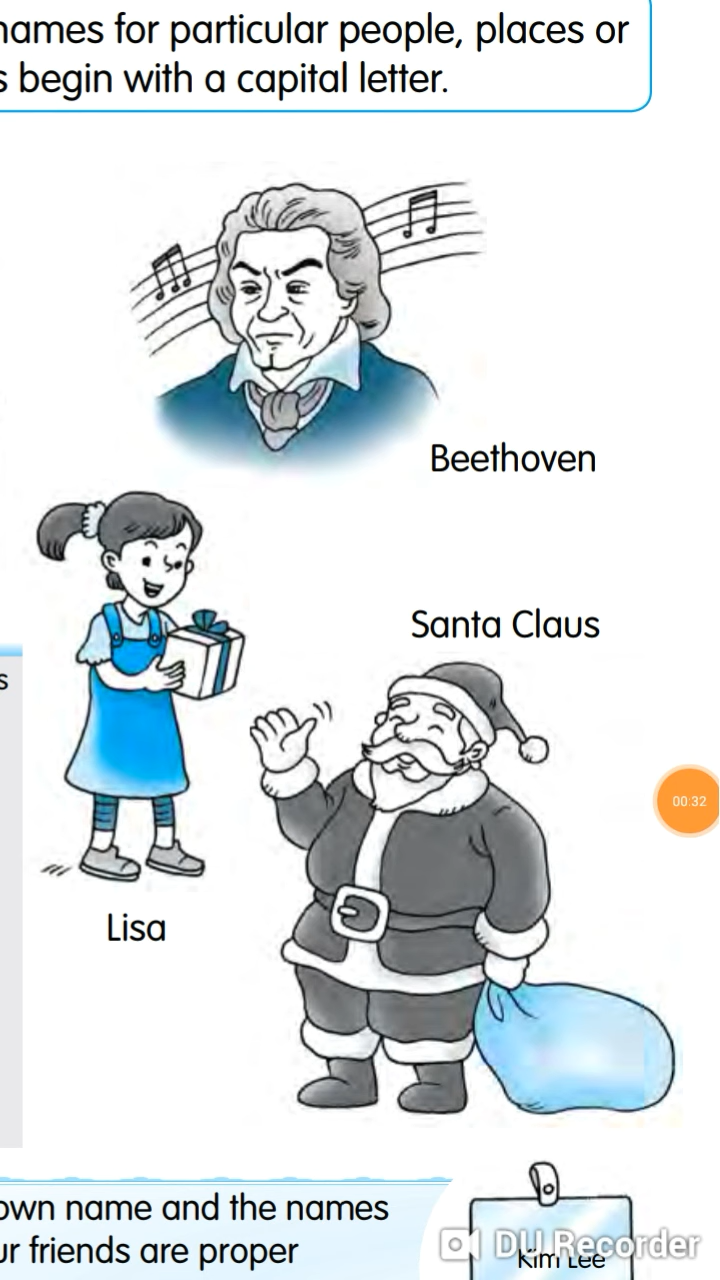 names for particular people, places or
s begin with a capital letter.
Beethoven
Santa Claus
s
00:32
Lisa
own name and the names
ur friends are proper
DU Recorder
Kim Lee